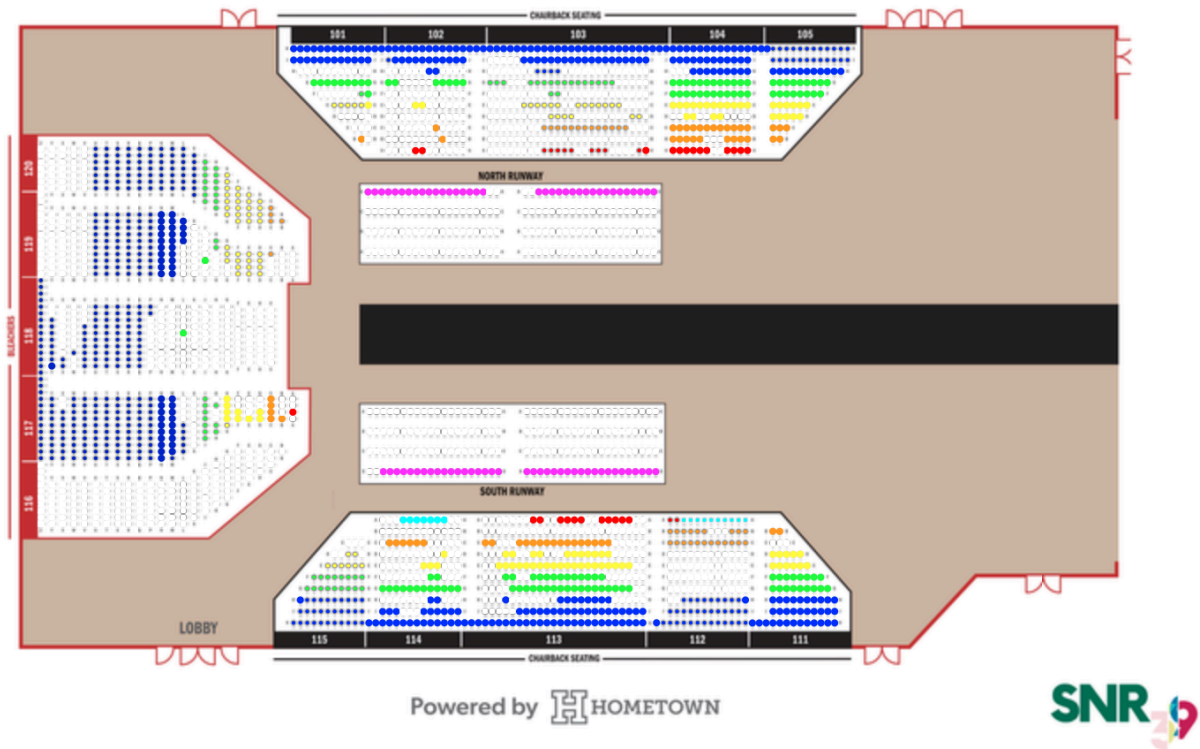 CHAIRBACK SEATING
101 102 103 104 105
120
119
118
117
116
BLEACHERS
NORTH RUNWAY
SOUTH RUNWAY
LOBBY
115 114 113 112 111
CHAIRBACK SEATING
Powered by H HOMETOWN
SNR
39